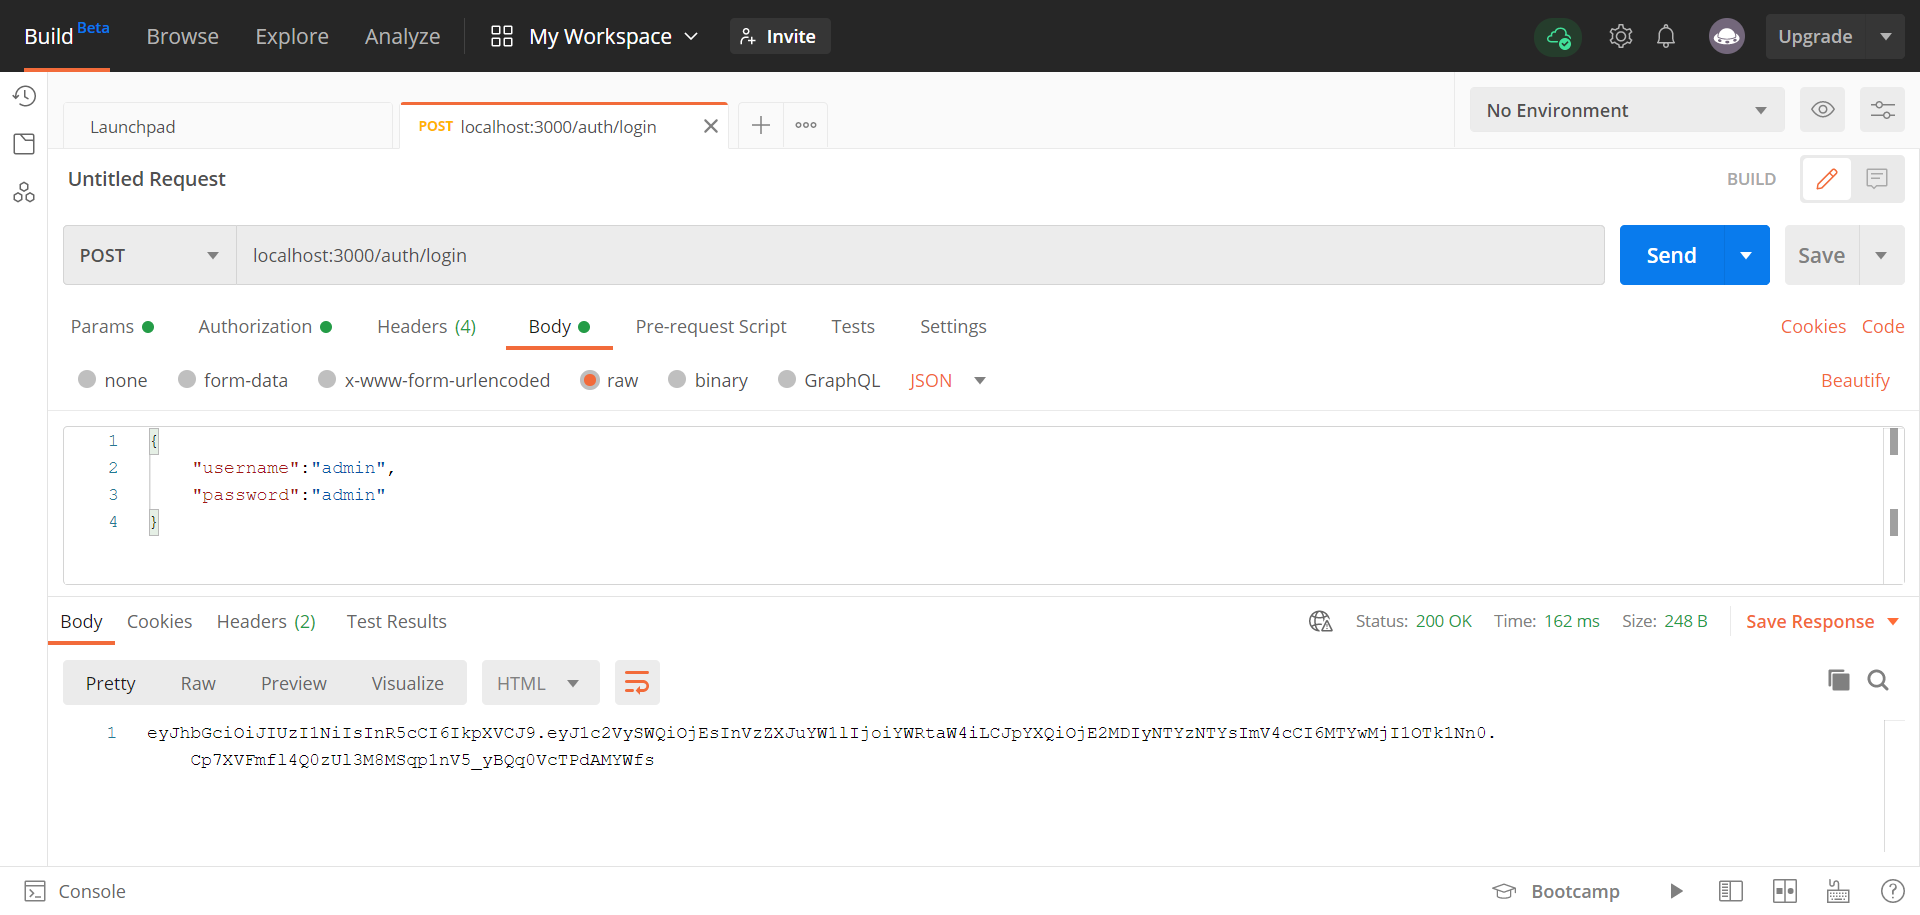 Build Beta Browse Explore Analyze My Workspace Invite Upgrade
Launchpad POST localhost:3000/auth/login No Environment
Untitled Request BUILD
POST localhost:3000/auth/login Send Save
Params Authorization Headers (4) Body Pre-request Script Tests Settings Cookies Code
none form-data x-www-form-urlencoded raw binary GraphQL JSON Beautify
1 {
2 "username":"admin",
3 "password":"admin"
4 }
Body Cookies Headers (2) Test Results Status: 200 OK Time: 162 ms Size: 248 B Save Response
Pretty Raw Preview Visualize HTML
1 eyJhbGciOiJIUzI1NiIsInR5cCI6IkpXVCJ9.eyJ1c2VySWQiOjEsInVzZXJuYW1lIjoiYWRtaW4iLCJpYXQiOjE2MDIyNTYzNTYsImV4cCI6MTYwMjI1OTk1Nn0.
Cp7XVFmfl4Q0zUl3M8MSqp1nV5_yBQq0VcTPdAMYWfs
Console Bootcamp